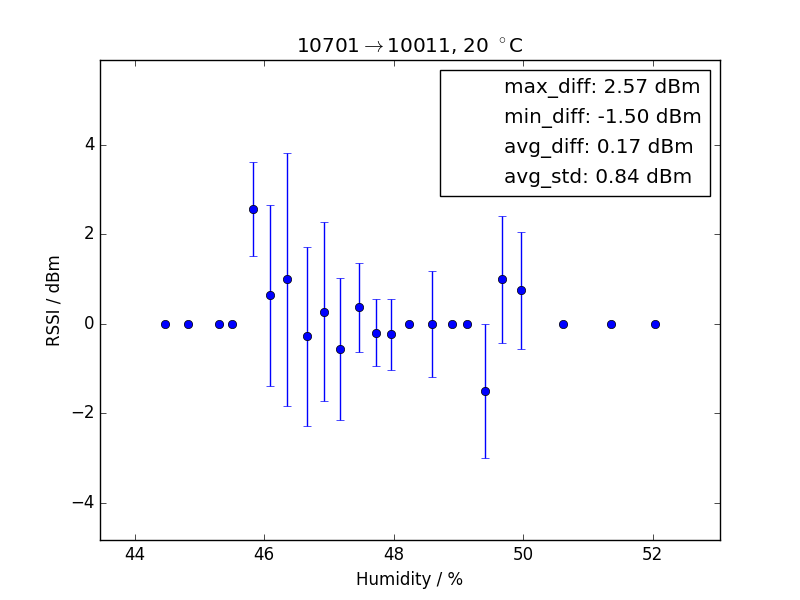 10701→10011, 20 °C
max_diff: 2.57 dBm
min_diff: -1.50 dBm
avg_diff: 0.17 dBm
avg_std: 0.84 dBm
RSSI / dBm
4
2
0
−2
−4
44 46 48 50 52
Humidity / %